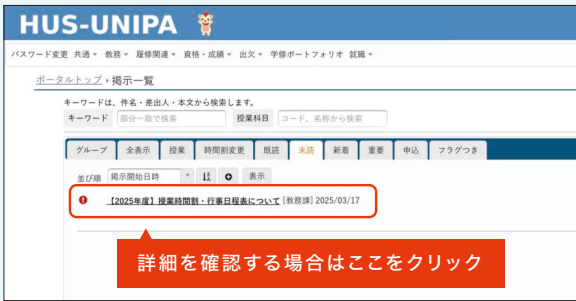 HUS-UNIPA
パスワード変更 共通 教務 履修関連 資格・成績 出欠 学修ポートフォリオ 就職
ポータルトップ 掲示一覧
キーワードは、件名・差出人・本文から検索します。
キーワード 部分一致で検索 授業科目 コード、名称から検索
グループ 全表示 授業 時間割変更 既読 未読 新着 重要 申込 フラグつき
並び順 掲示開始日時 表示
【2025年度】授業時間割・行事日程表について [教務課] 2025/03/17
詳細を確認する場合はここをクリック